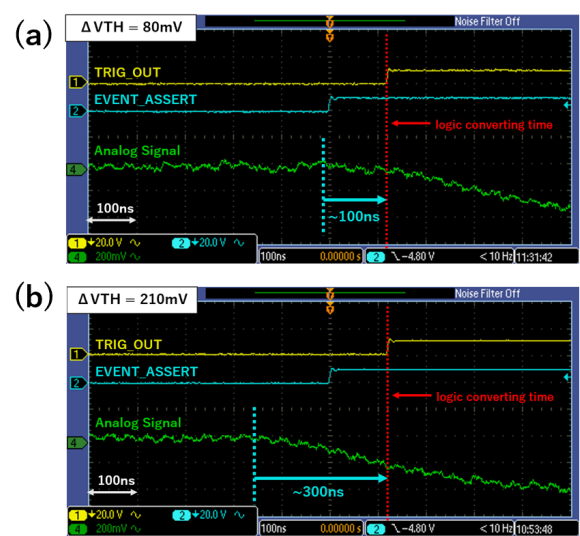 (a)
ΔVTH = 80mV
Noise Filter Off
TRIG_OUT
1
EVENT_ASSERT
2
logic converting time
Analog Signal
4
100ns
~100ns
1 20.0 V 2 20.0 V
4 200mV
100ns 0.00000 s 2 -4.80 V < 10 Hz 11:31:42
(b)
ΔVTH = 210mV
Noise Filter Off
TRIG_OUT
1
EVENT_ASSERT
2
logic converting time
Analog Signal
4
100ns
~300ns
1 20.0 V 2 20.0 V
4 200mV
100ns 0.00000 s 2 -4.80 V < 10 Hz 10:53:48